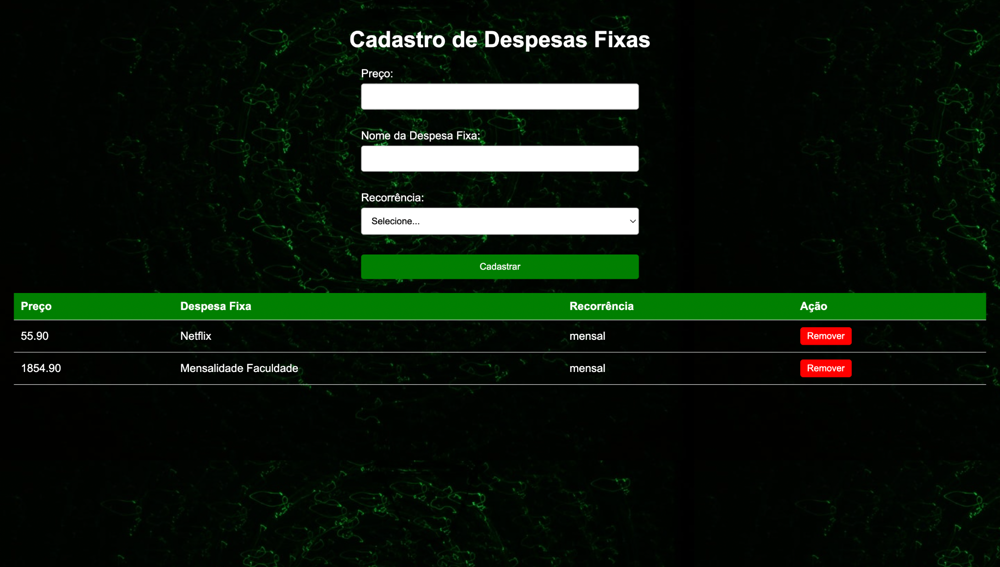 Cadastro de Despesas Fixas
Preço:
Nome da Despesa Fixa:
Recorrência:
Selecione...
Cadastrar
Preço Despesa Fixa Recorrência Ação
55.90 Netflix mensal Remover
1854.90 Mensalidade Faculdade mensal Remover